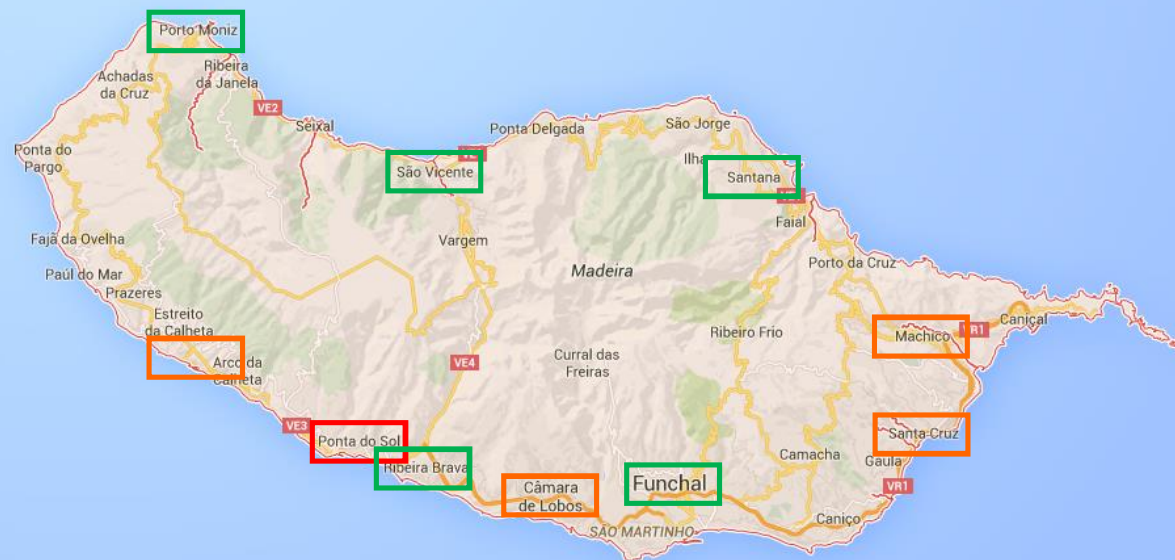 Porto Moniz
Ribeira
da Janela
Achadas
da Cruz
VE2
Seixal
Ponta Delgada
São Jorge
Ponta do
Pargo
São Vicente
Ilha
Santana
Faial
Fajã da Ovelha
Vargem
Madeira
Porto da Cruz
Paúl do Mar
Prazeres
Estreito
da Calheta
Ribeiro Frio
Machico
VR1
Caniçal
Arco da
Calheta
VE4
Curral das
Freiras
VE3
Ponta do Sol
Santa Cruz
Ribeira Brava
Camacha
Gaula
Câmara
de Lobos
Funchal
VR1
Caniço
SÃO MARTINHO